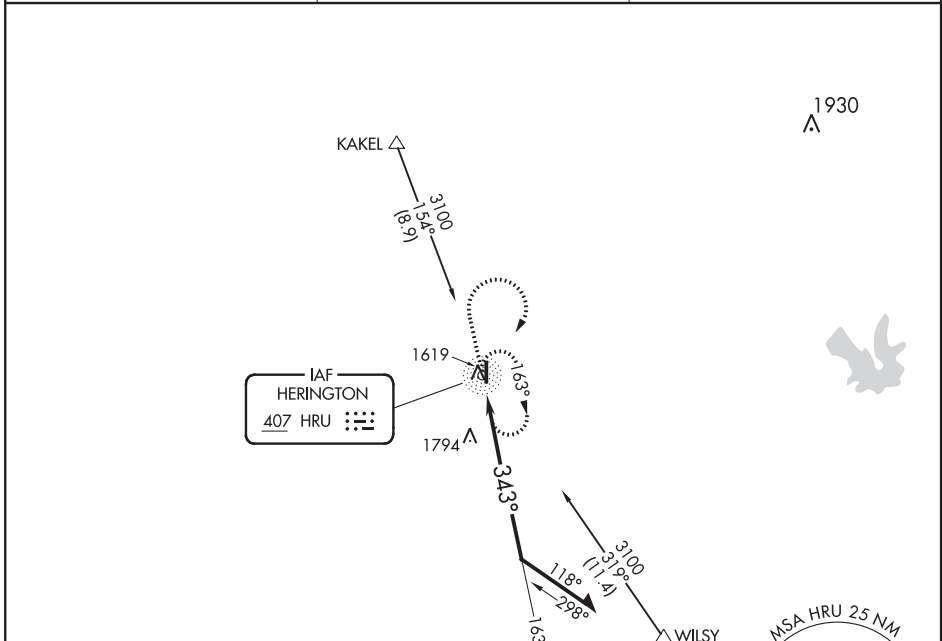 1930
KAKEL
3100
154°
(8.9)
1619
IAF
HERINGTON
407 HRU
163°
1794
343°
3100
319°
(11.4)
118°
298°
163
MSA HRU 25 NM
WILSY